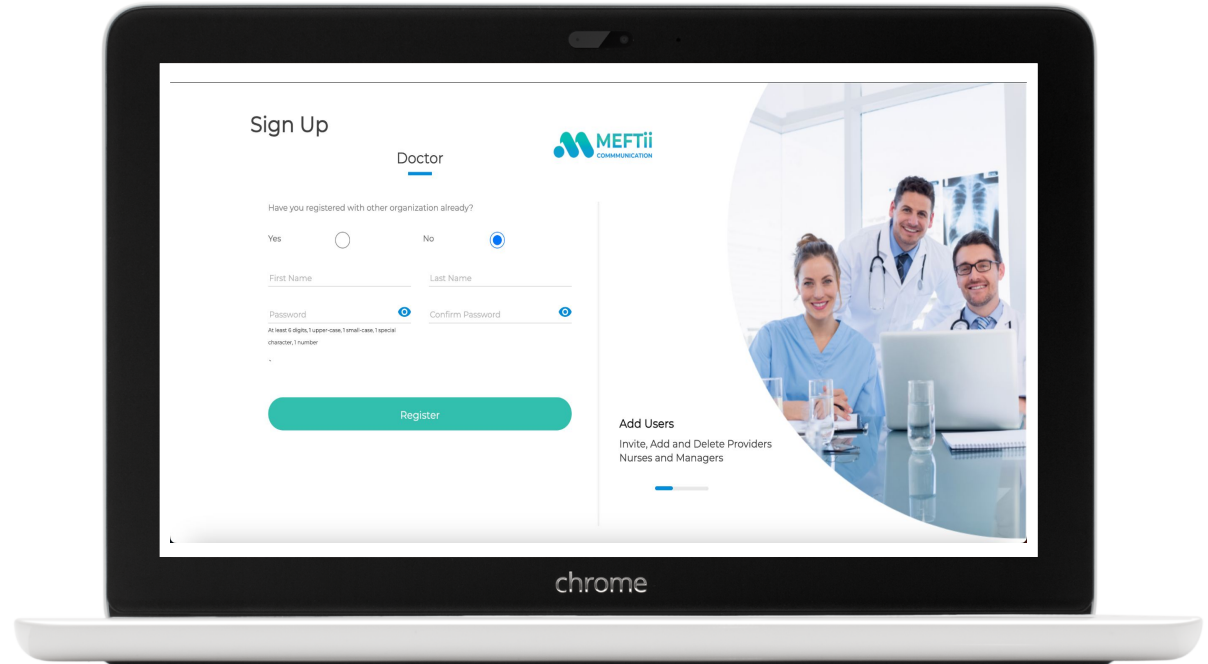 Sign Up
Doctor
MEFTii
COMMMUNICATION
Have you registered with other organization already?
Yes
No
First Name
Last Name
Password
Confirm Password
At least 6 digits, 1 upper-case, 1 small-case, 1 special
character, 1 number
Register
Add Users
Invite, Add and Delete Providers
Nurses and Managers
chrome